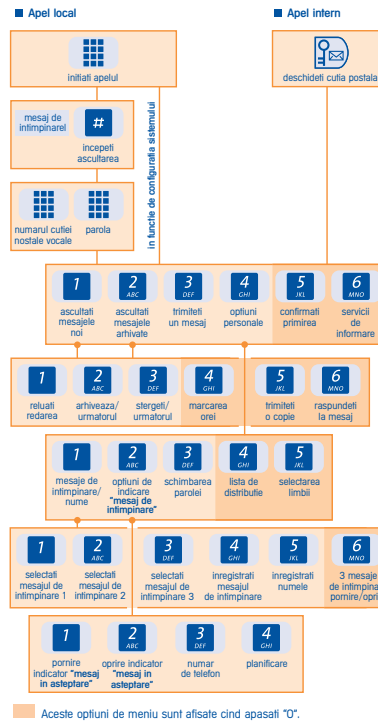 Apel local
Apel intern
initiati apelul
deschideti cutia postala
mesaj de
intimpinarel
#
incepeti
ascultarea
in functie de configuratia sistemului
numarul cutiei
nostale vocale
parola
1
2 ABC
3 DEF
4 GHI
5 JKL
6 MNO
ascultati
mesajele
noi
ascultati
mesajele
arhivate
trimiteti
un mesaj
optiuni
personale
confirmati
primirea
servicii
de
informare
1
2 ABC
3 DEF
4 GHI
5 JKL
6 MNO
reluati
redarea
arhiveaza/
urmatorul
stergeti/
urmatorul
marcarea
orei
trimiteti
o copie
raspundeti
la mesaj
1
2 ABC
3 DEF
4 GHI
5 JKL
mesaje de
intimpinare/
nume
optiuni de
indicare
"mesaj de
intimpinare"
schimbarea
parolei
lista de
distributie
selectarea
limbii
1
2 ABC
3 DEF
4 GHI
5 JKL
6 MNO
selectati
mesajul de
intimpinare 1
selectati
mesajul de
intimpinare 2
selectati
mesajul de
intimpinare 3
inregistrati
mesajul
de intimpinare
inregistrati
numele
3 mesaje
de intimpina
pornire/opri
1
2 ABC
3 DEF
4 GHI
pornire
indicator "mesaj
in asteptare"
oprire indicator
"mesaj in
asteptare"
numar
de telefon
planificare
Aceste optiuni de meniu sunt afisate cind apasati "0".